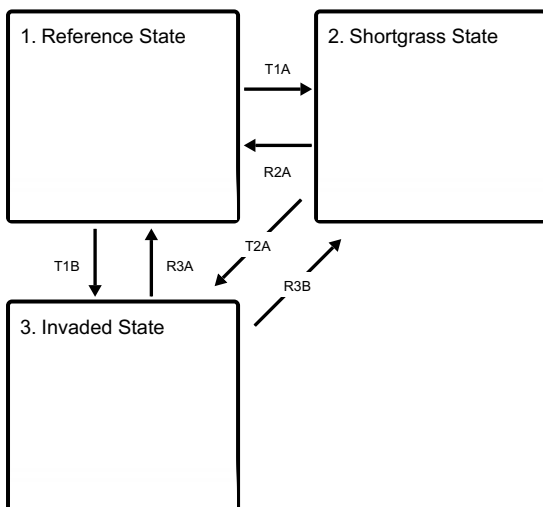 1. Reference State
2. Shortgrass State
T1A
R2A
T1B
R3A
T2A
R3B
3. Invaded State